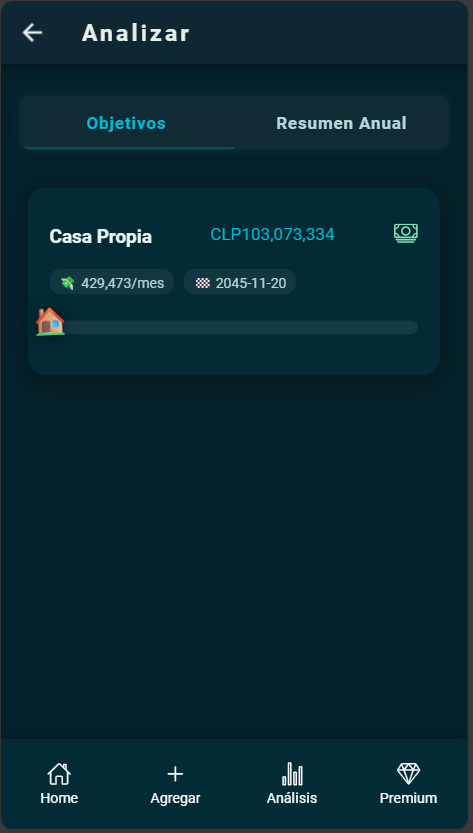 Analizar
Objetivos Resumen Anual
Casa Propia CLP103,073,334
429,473/mes 2045-11-20
Home Agregar Análisis Premium